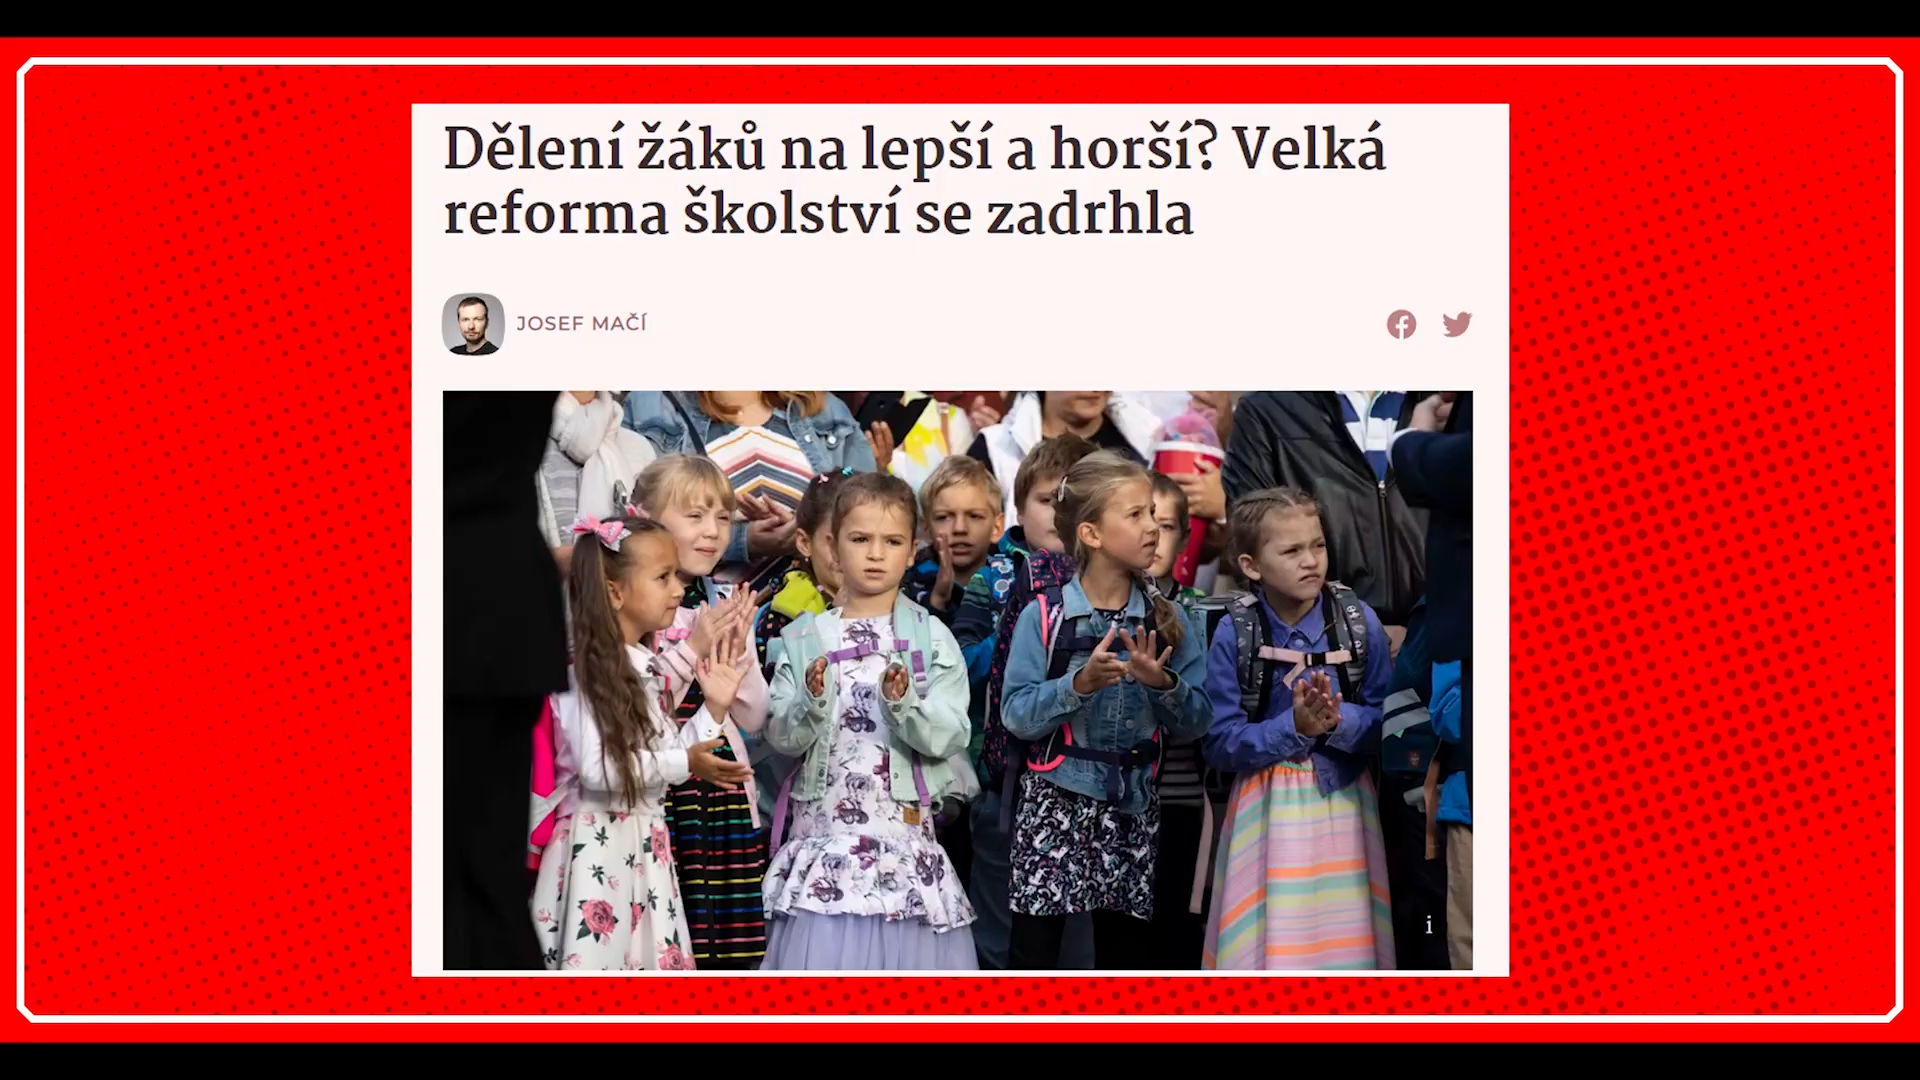 Dělení žáků na lepší a horší? Velká
reforma školství se zadrhla
JOSEF MAČÍ
i